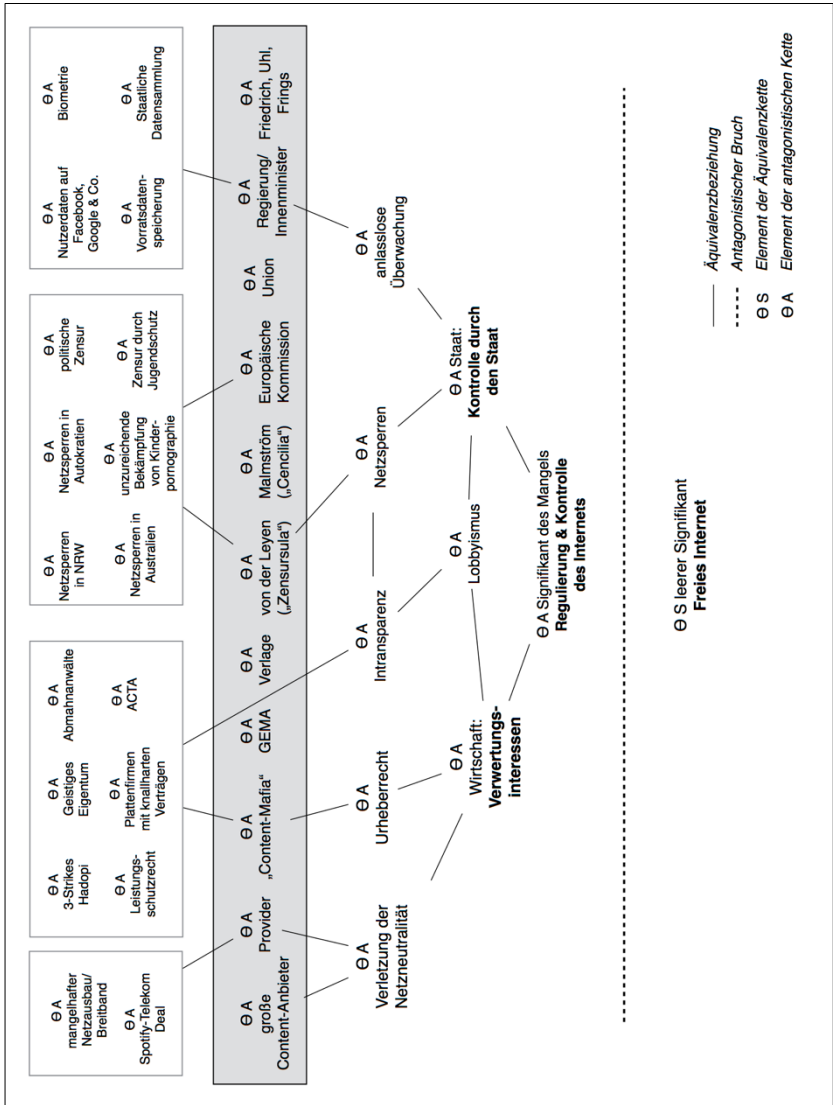 Θ A
mangelhafter
Netzausbau/
Breitband
Θ A
Spotify-Telekom
Deal
Θ A
3-Strikes
Hadopi
Θ A
Geistiges
Eigentum
Θ A
Abmahnanwälte
Θ A
Leistungs-
schutzrecht
Θ A
Plattenfirmen
mit knallharten
Verträgen
Θ A
ACTA
Θ A
Netzsperren
in NRW
Θ A
Netzsperren in
Autokratien
Θ A
politische
Zensur
Θ A
Netzsperren in
Australien
Θ A
unzureichende
Bekämpfung
von Kinder-
pornographie
Θ A
Zensur durch
Jugendschutz
Θ A
Nutzerdaten auf
Facebook,
Google & Co.
Θ A
Biometrie
Θ A
Vorratsdaten-
speicherung
Θ A
Staatliche
Datensammlung
Θ A
große
Content-Anbieter
Θ A
Provider
Θ A
„Content-Mafia“
Θ A
GEMA
Θ A
Verlage
Θ A
von der Leyen
(„Zensursula“)
Θ A
Malmström
(„Cencilia“)
Θ A
Europäische
Kommission
Θ A
Union
Θ A
Regierung/
Innenminister
Θ A
Friedrich, Uhl,
Frings
Θ A
Verletzung der
Netzneutralität
Θ A
Urheberrecht
Θ A
Intransparenz
Θ A
Netzsperren
Θ A
anlasslose
Überwachung
Θ A
Wirtschaft:
Verwertungs-
interessen
Θ A
Lobbyismus
Θ A Staat:
Kontrolle durch
den Staat
Θ A Signifikant des Mangels
Regulierung & Kontrolle
des Internets
Θ S leerer Signifikant
Freies Internet
Äquivalenzbeziehung
Antagonistischer Bruch
Θ S Element der Äquivalenzkette
Θ A Element der antagonistischen Kette